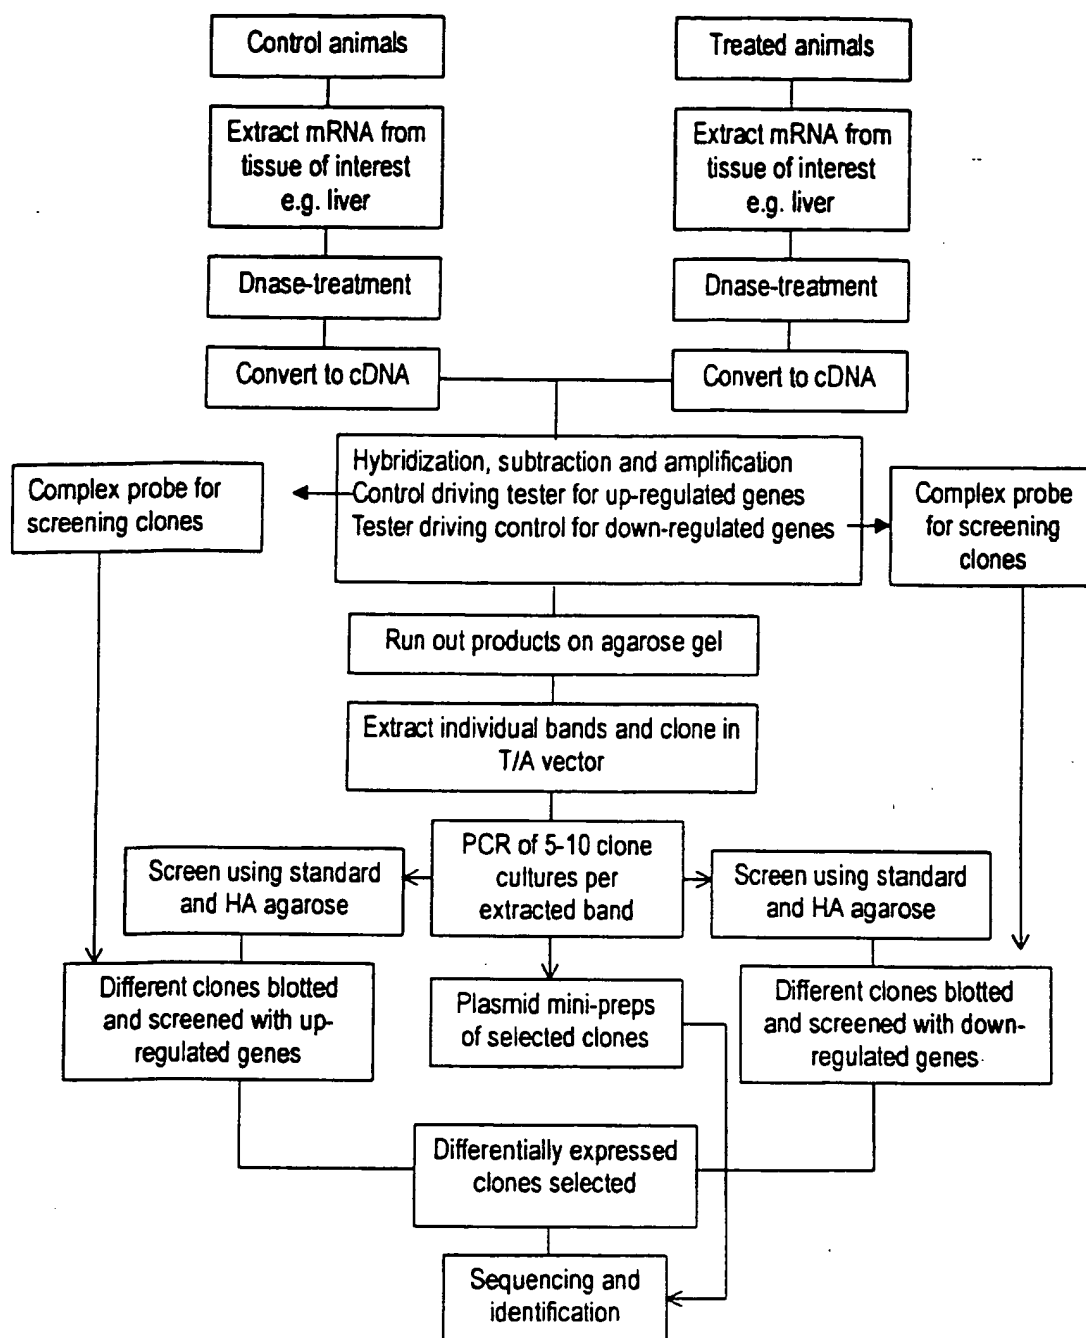 Control animals
Treated animals
Extract mRNA from
tissue of interest
e.g. liver
Extract mRNA from
tissue of interest
e.g. liver
Dnase-treatment
Dnase-treatment
Convert to cDNA
Convert to cDNA
Hybridization, subtraction and amplification
Control driving tester for up-regulated genes
Tester driving control for down-regulated genes
Complex probe for
screening clones
Complex probe
for screening
clones
Run out products on agarose gel
Extract individual bands and clone in
T/A vector
PCR of 5-10 clone
cultures per
extracted band
Screen using standard
and HA agarose
Screen using standard
and HA agarose
Different clones blotted
and screened with up-
regulated genes
Plasmid mini-preps
of selected clones
Different clones blotted
and screened with down-
regulated genes
Differentially expressed
clones selected
Sequencing and
identification